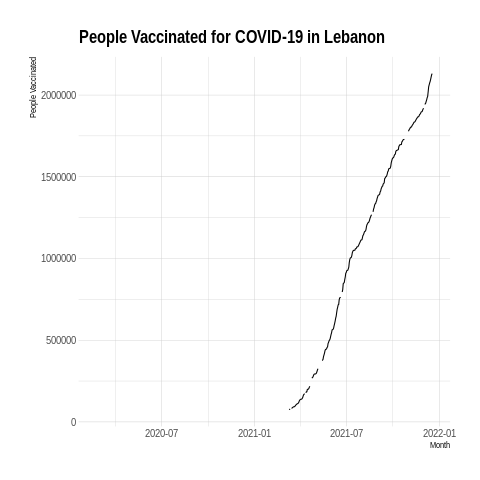 People Vaccinated for COVID-19 in Lebanon
People Vaccinated
2000000
1500000
1000000
500000
0
2020-07 2021-01 2021-07 2022-01
Month